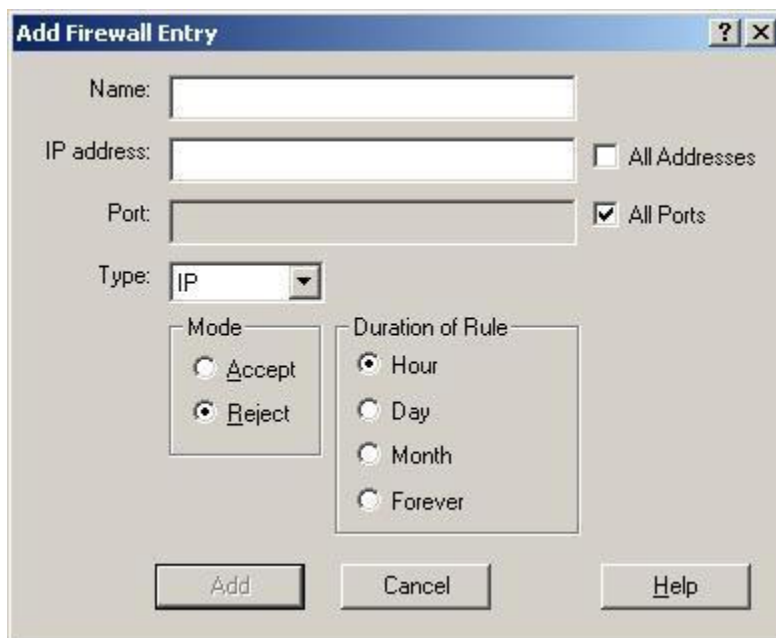 Add Firewall Entry
Name:
IP address:
All Addresses
Port:
All Ports
Type:
IP
Mode
Accept
Reject
Duration of Rule
Hour
Day
Month
Forever
Add
Cancel
Help